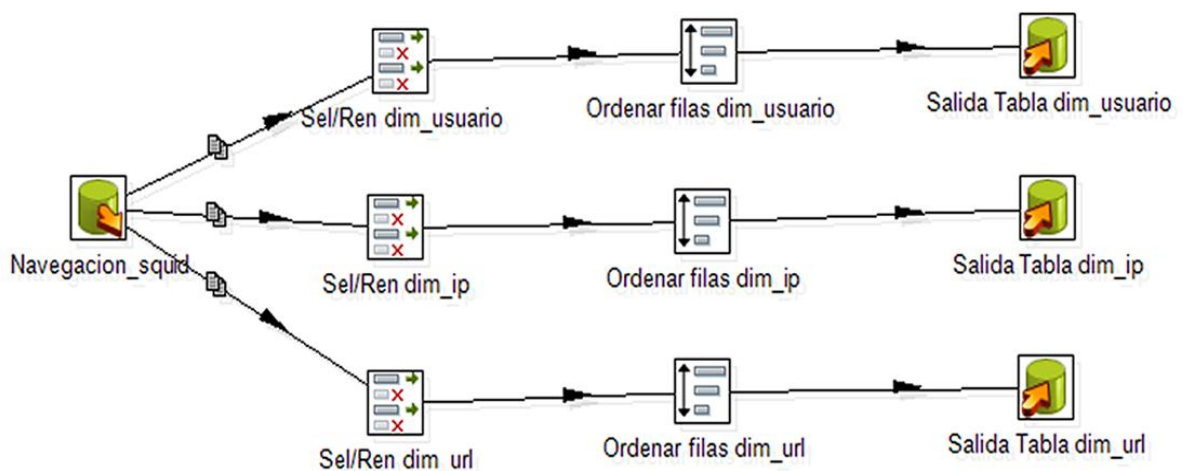 Sel/Ren dim_usuario
Ordenar filas dim_usuario
Salida Tabla dim_usuario
Navegacion_squid
Sel/Ren dim_ip
Ordenar filas dim_ip
Salida Tabla dim_ip
Sel/Ren dim_url
Ordenar filas dim_url
Salida Tabla dim_url